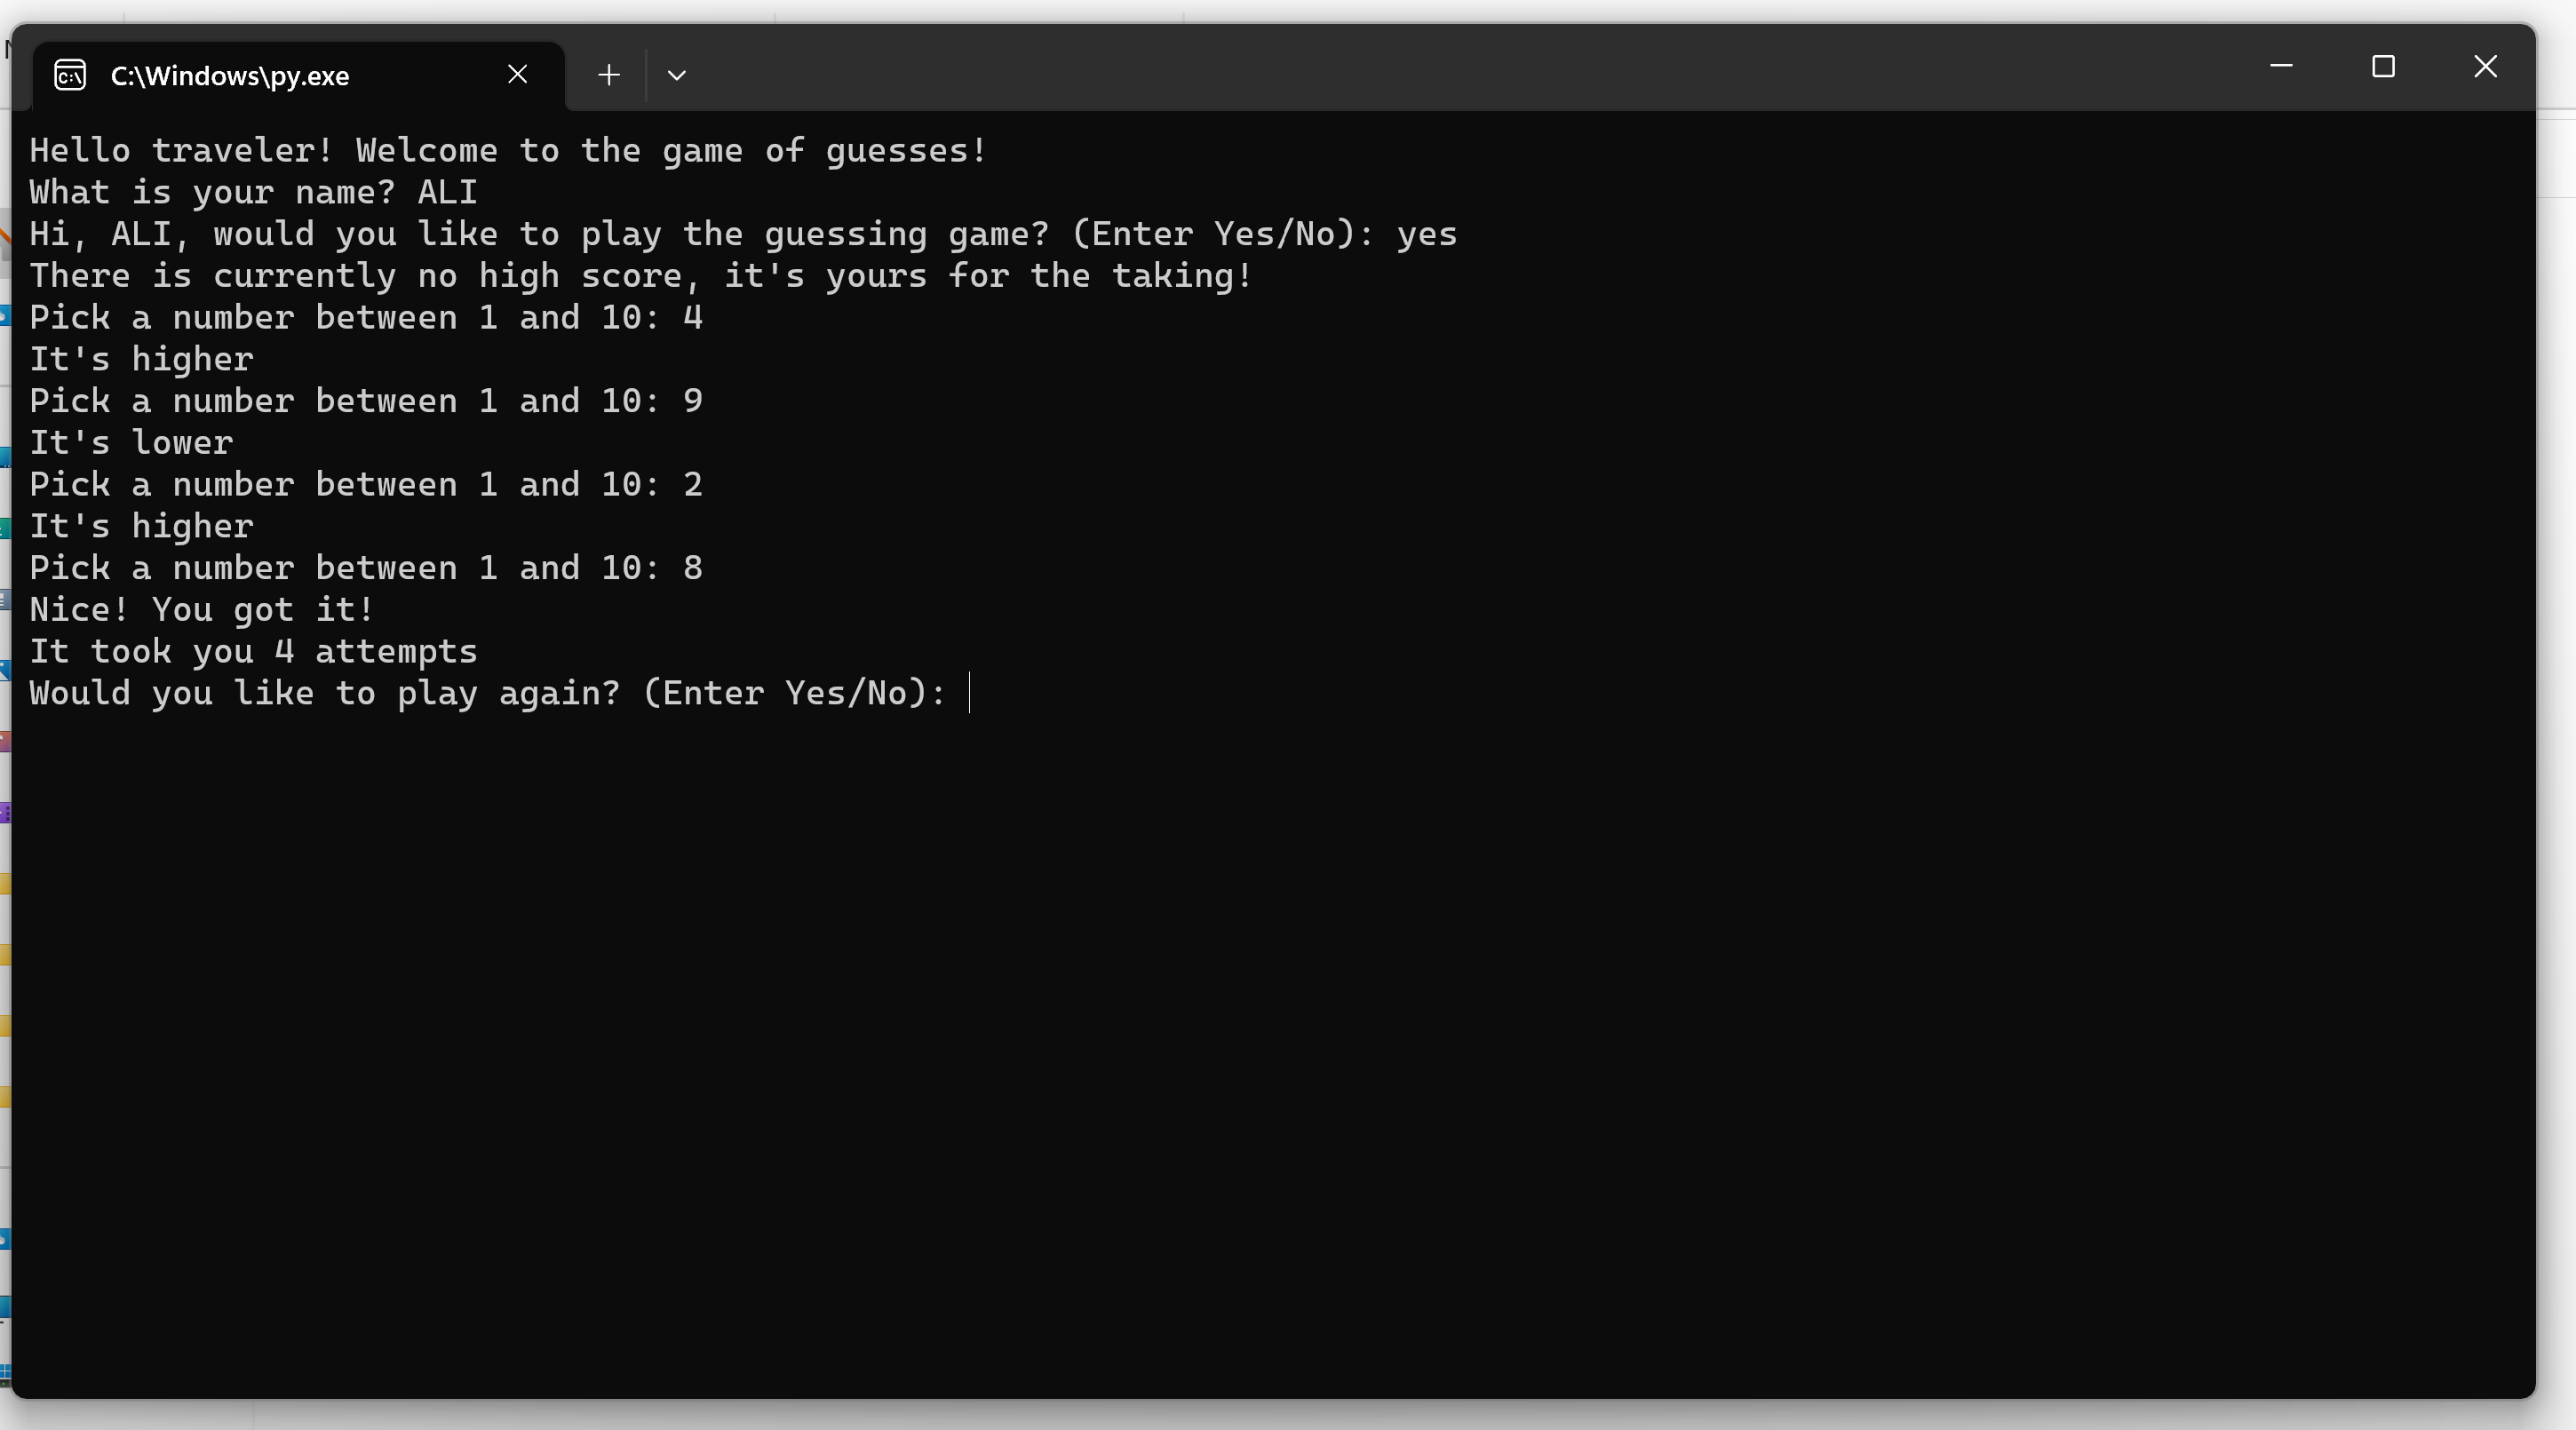 C:\Windows\py.exe
Hello traveler! Welcome to the game of guesses!
What is your name? ALI
Hi, ALI, would you like to play the guessing game? (Enter Yes/No): yes
There is currently no high score, it's yours for the taking!
Pick a number between 1 and 10: 4
It's higher
Pick a number between 1 and 10: 9
It's lower
Pick a number between 1 and 10: 2
It's higher
Pick a number between 1 and 10: 8
Nice! You got it!
It took you 4 attempts
Would you like to play again? (Enter Yes/No):